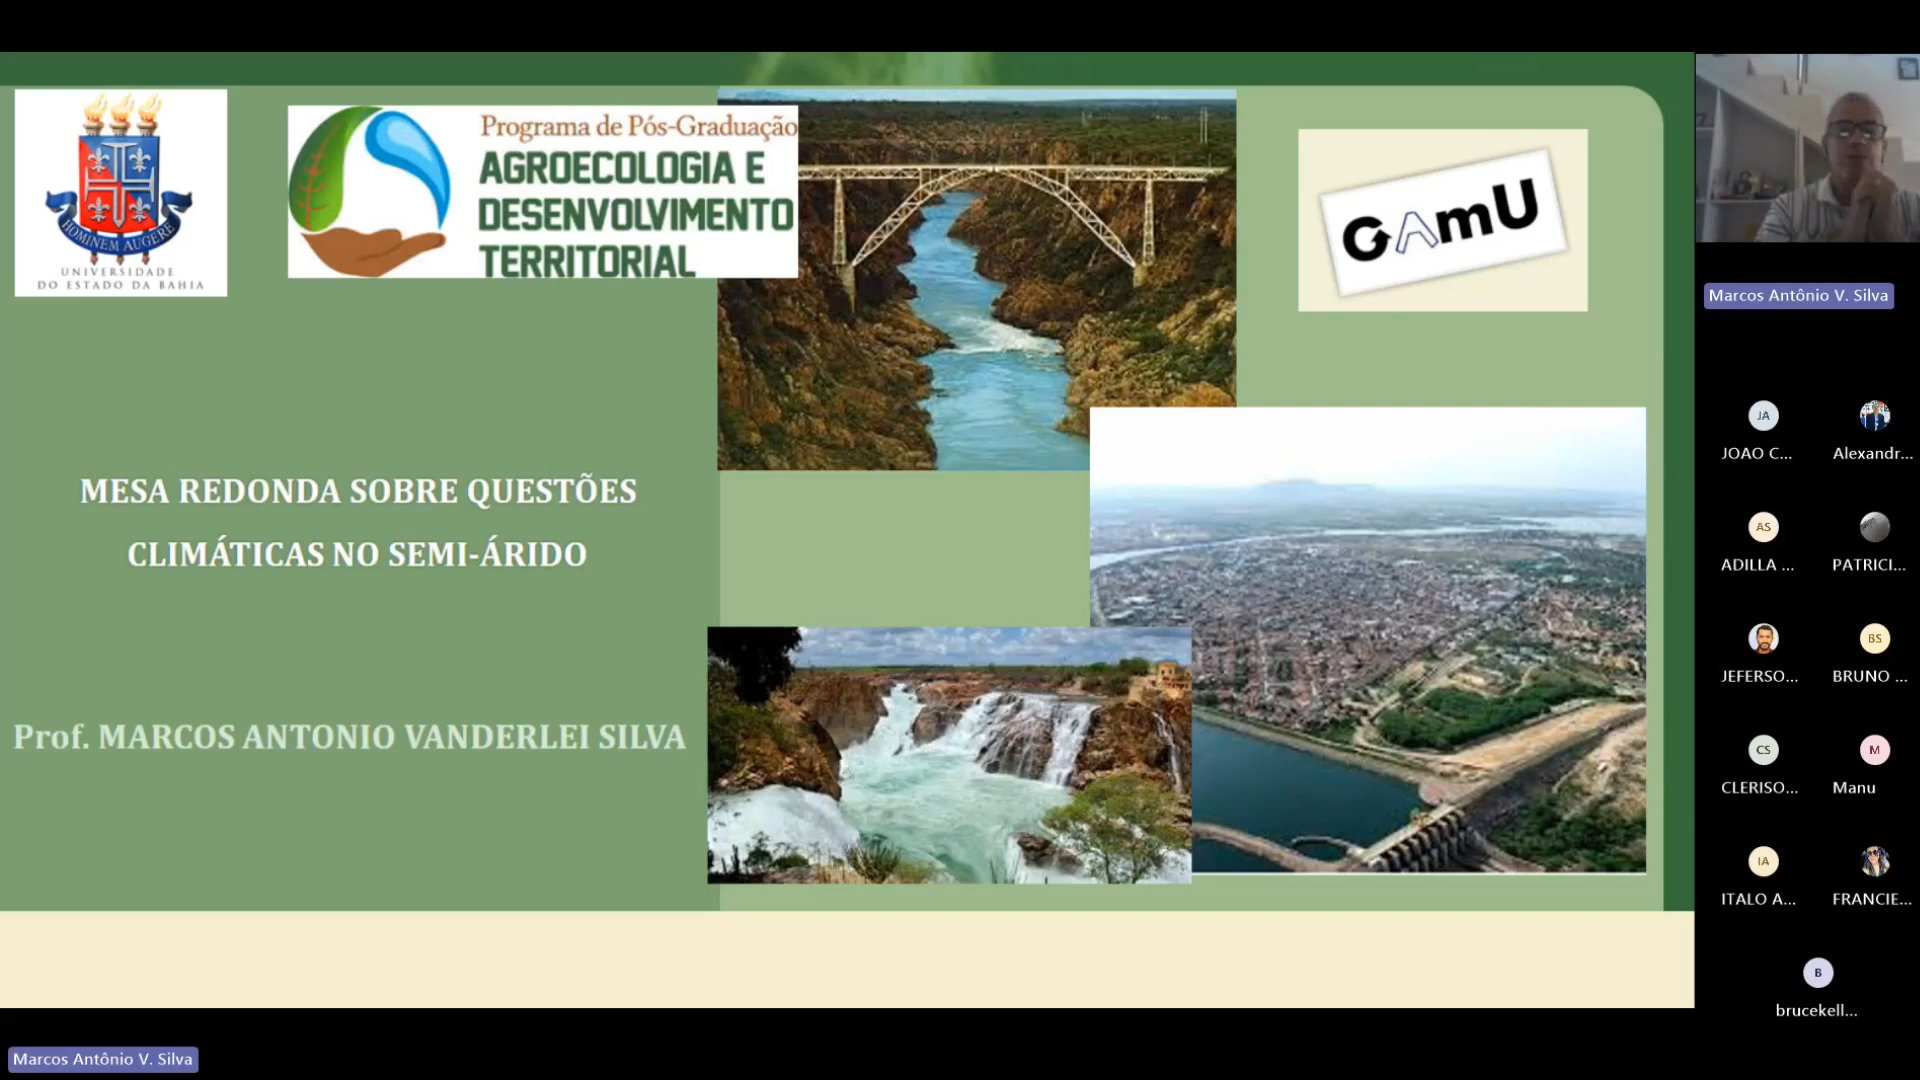 HOMINEM AUGERE
UNIVERSIDADE
DO ESTADO DA BAHIA
Programa de Pós-Graduação
AGROECOLOGIA E
DESENVOLVIMENTO
TERRITORIAL
GAmU
MESA REDONDA SOBRE QUESTÕES
CLIMÁTICAS NO SEMI-ÁRIDO
Prof. MARCOS ANTONIO VANDERLEI SILVA
Marcos Antônio V. Silva
JA
JOAO C...
Alexandr...
AS
ADILLA ...
PATRICI...
JEFERSO...
BS
BRUNO ...
CS
CLERISO...
M
Manu
IA
ITALO A...
FRANCIE...
B
brucekell...
Marcos Antônio V. Silva